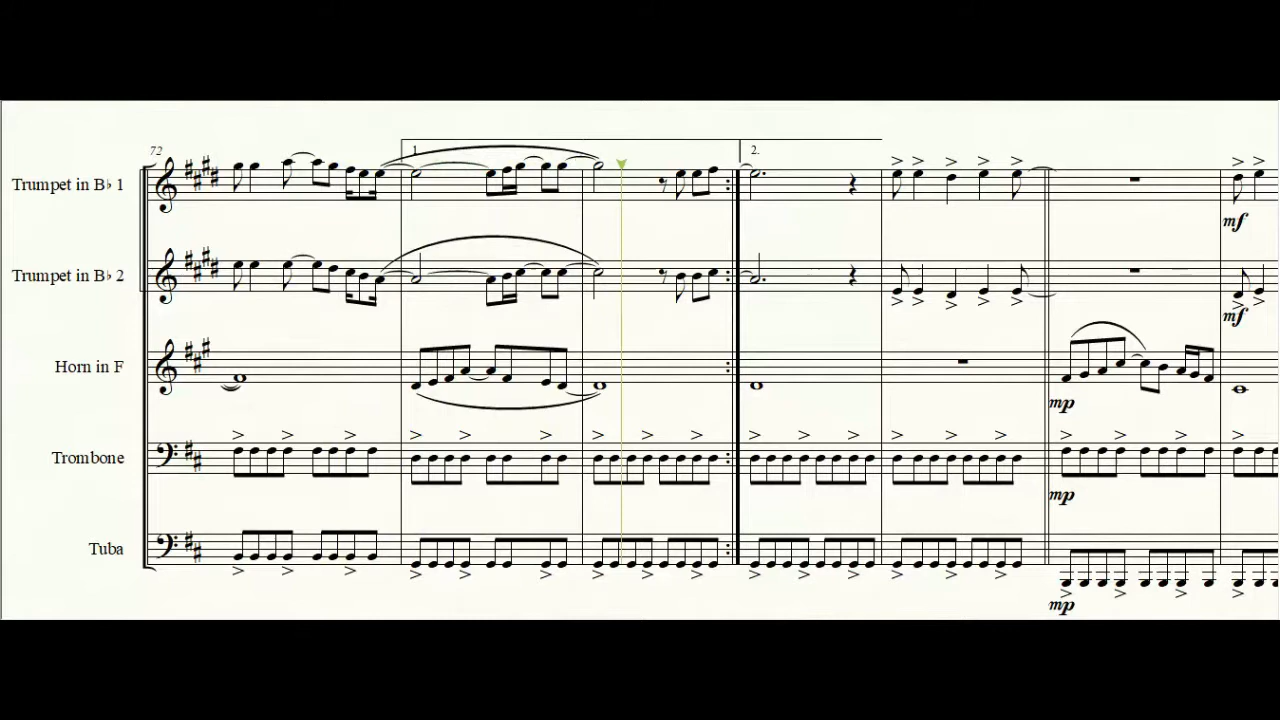 72
1.
2.
Trumpet in B♭ 1
mf
Trumpet in B♭ 2
mf
Horn in F
mp
Trombone
mp
Tuba
mp